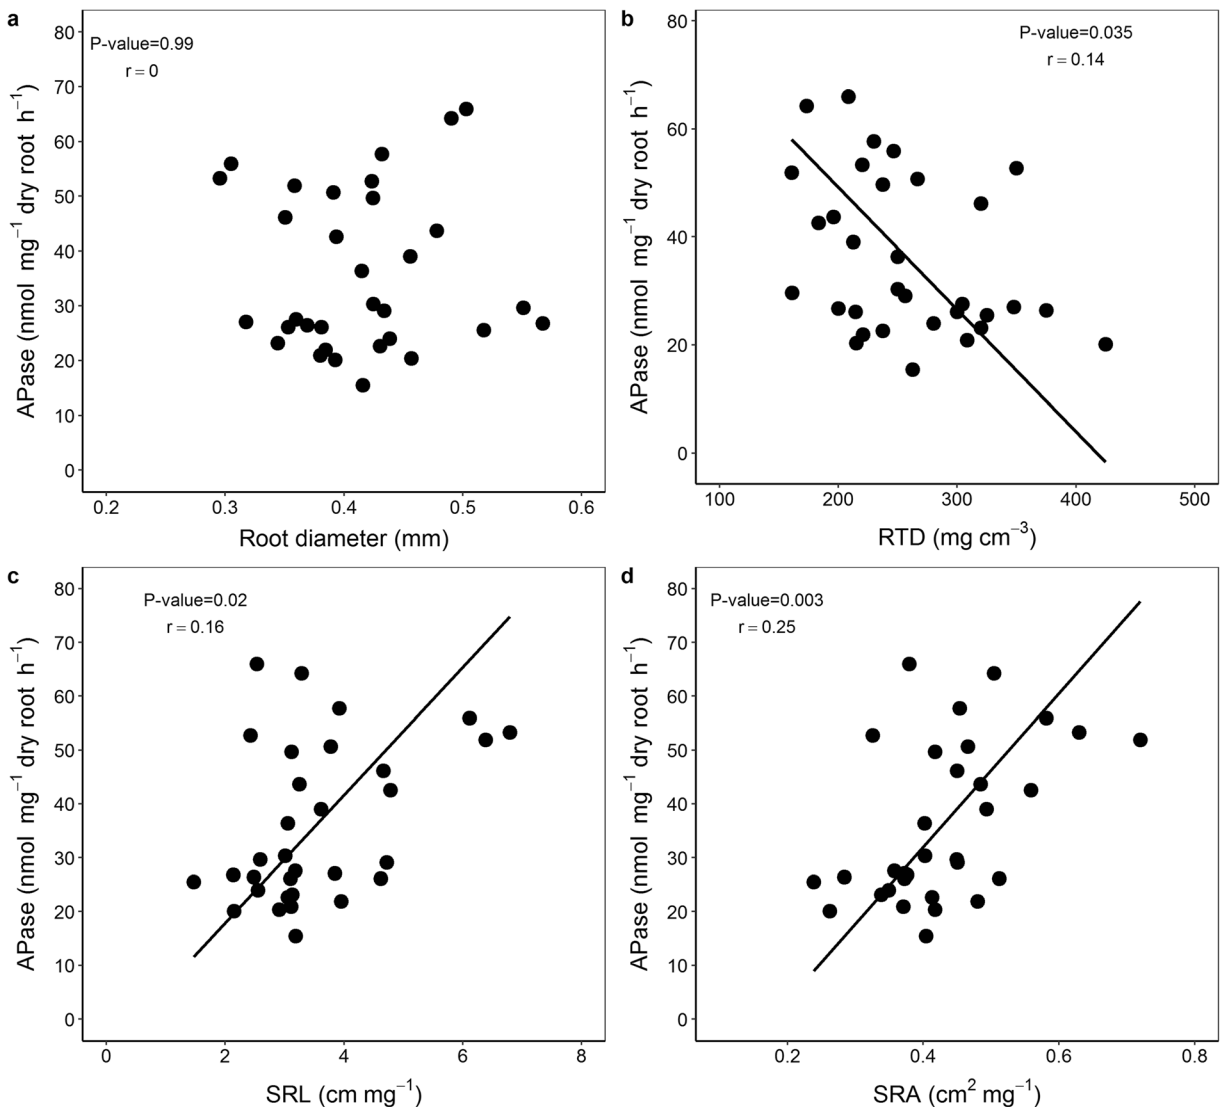 a
P-value=0.99
r = 0
80
70
60
50
40
30
20
10
0
APase (nmol mg⁻¹ dry root h⁻¹)
0.2 0.3 0.4 0.5 0.6
Root diameter (mm)
b
P-value=0.035
r = 0.14
80
60
40
20
0
APase (nmol mg⁻¹ dry root h⁻¹)
100 200 300 400 500
RTD (mg cm⁻³)
c
P-value=0.02
r = 0.16
80
70
60
50
40
30
20
10
0
APase (nmol mg⁻¹ dry root h⁻¹)
0 2 4 6 8
SRL (cm mg⁻¹)
d
P-value=0.003
r = 0.25
80
70
60
50
40
30
20
10
0
APase (nmol mg⁻¹ dry root h⁻¹)
0.2 0.4 0.6 0.8
SRA (cm² mg⁻¹)